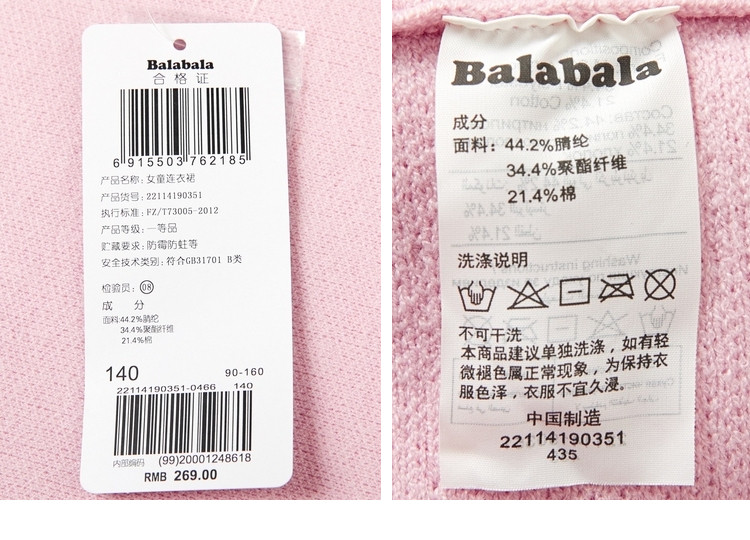 Balabala
合格证
6 915503 762185
产品名称: 女童连衣裙
产品货号: 22114190351
执行标准: FZ/T73005-2012
产品等级: 一等品
贮藏要求: 防霉防蛀等
安全技术类别: 符合GB31701 B类
检验员: 08
成 分
面料:44.2%腈纶
34.4%聚酯纤维
21.4%棉
140 90-160
22114190351-0466 140
内部编码 (99)20001248618
RMB 269.00
Balabala
成分
面料: 44.2%腈纶
34.4%聚酯纤维
21.4%棉
洗涤说明
不可干洗
本商品建议单独洗涤，如有轻
微褪色属正常现象，为保持衣
服色泽，衣服不宜久浸。
中国制造
22114190351
435